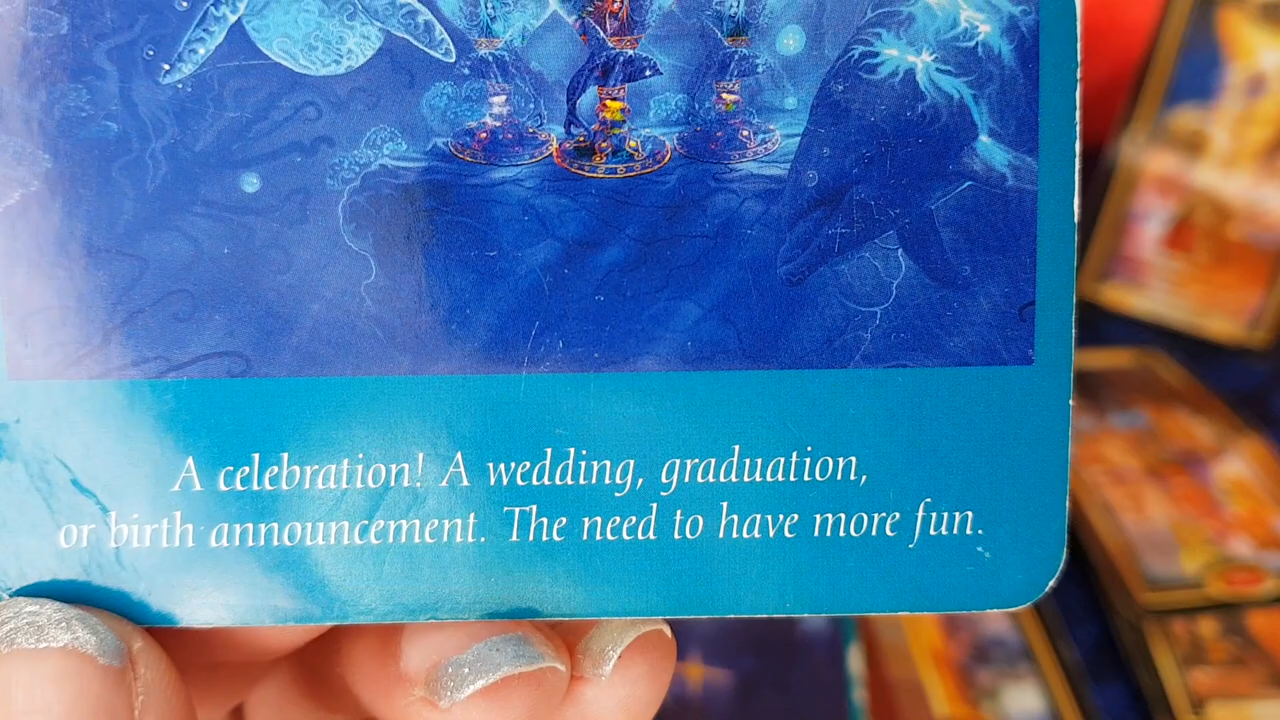 A celebration! A wedding, graduation,
or birth announcement. The need to have more fun.